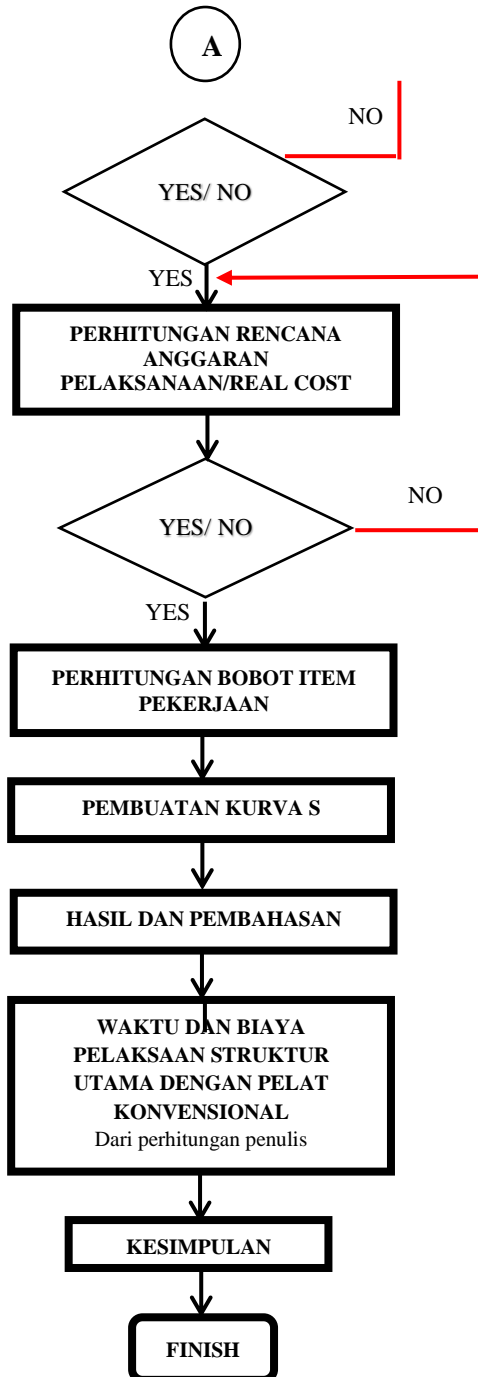 A
NO
YES/ NO
YES
PERHITUNGAN RENCANA
ANGGARAN
PELAKSANAAN/REAL COST
NO
YES/ NO
YES
PERHITUNGAN BOBOT ITEM
PEKERJAAN
PEMBUATAN KURVA S
HASIL DAN PEMBAHASAN
WAKTU DAN BIAYA
PELAKSAAN STRUKTUR
UTAMA DENGAN PELAT
KONVENSIONAL
Dari perhitungan penulis
KESIMPULAN
FINISH